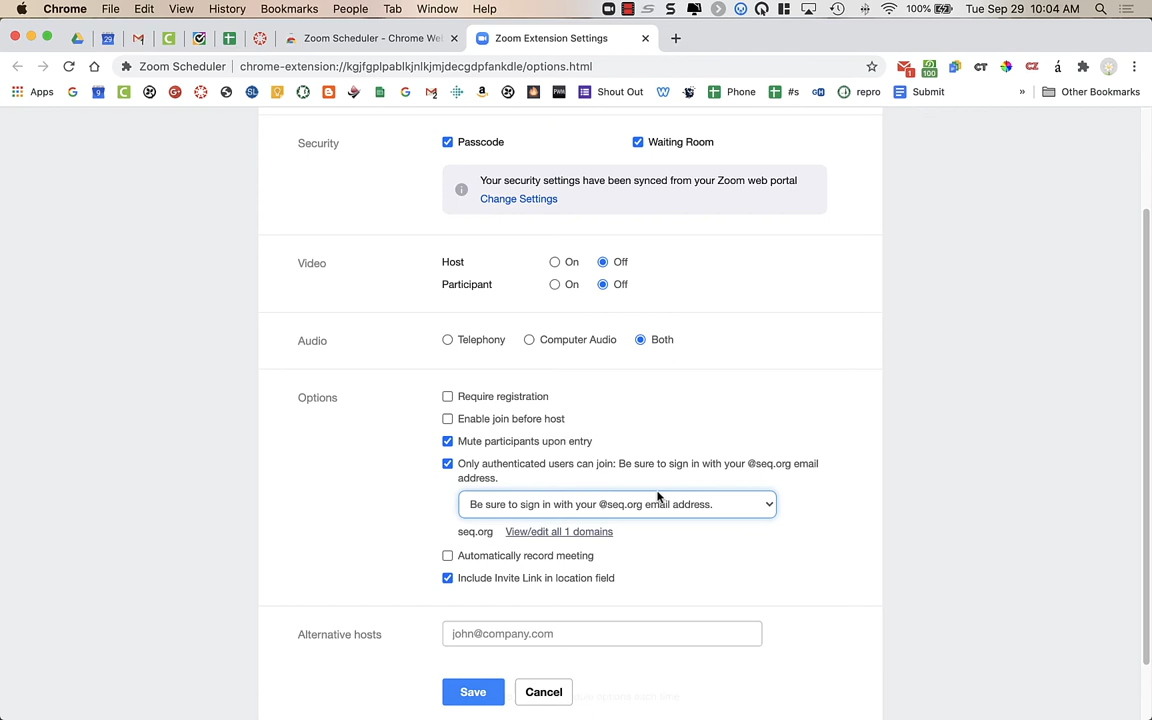 Chrome File Edit View History Bookmarks People Tab Window Help 100% Tue Sep 29 10:04 AM
Zoom Scheduler - Chrome Web Zoom Extension Settings
Zoom Scheduler chrome-extension://kgjfgplpablkjnlkjmjdecgdpfankdle/options.html
Apps Shout Out Phone #s repro Submit » Other Bookmarks
Security Passcode Waiting Room
Your security settings have been synced from your Zoom web portal
Change Settings
Video Host On Off
Participant On Off
Audio Telephony Computer Audio Both
Options Require registration
Enable join before host
Mute participants upon entry
Only authenticated users can join: Be sure to sign in with your @seq.org email
address.
Be sure to sign in with your @seq.org email address.
seq.org View/edit all 1 domains
Automatically record meeting
Include Invite Link in location field
Alternative hosts john@company.com
Save Cancel